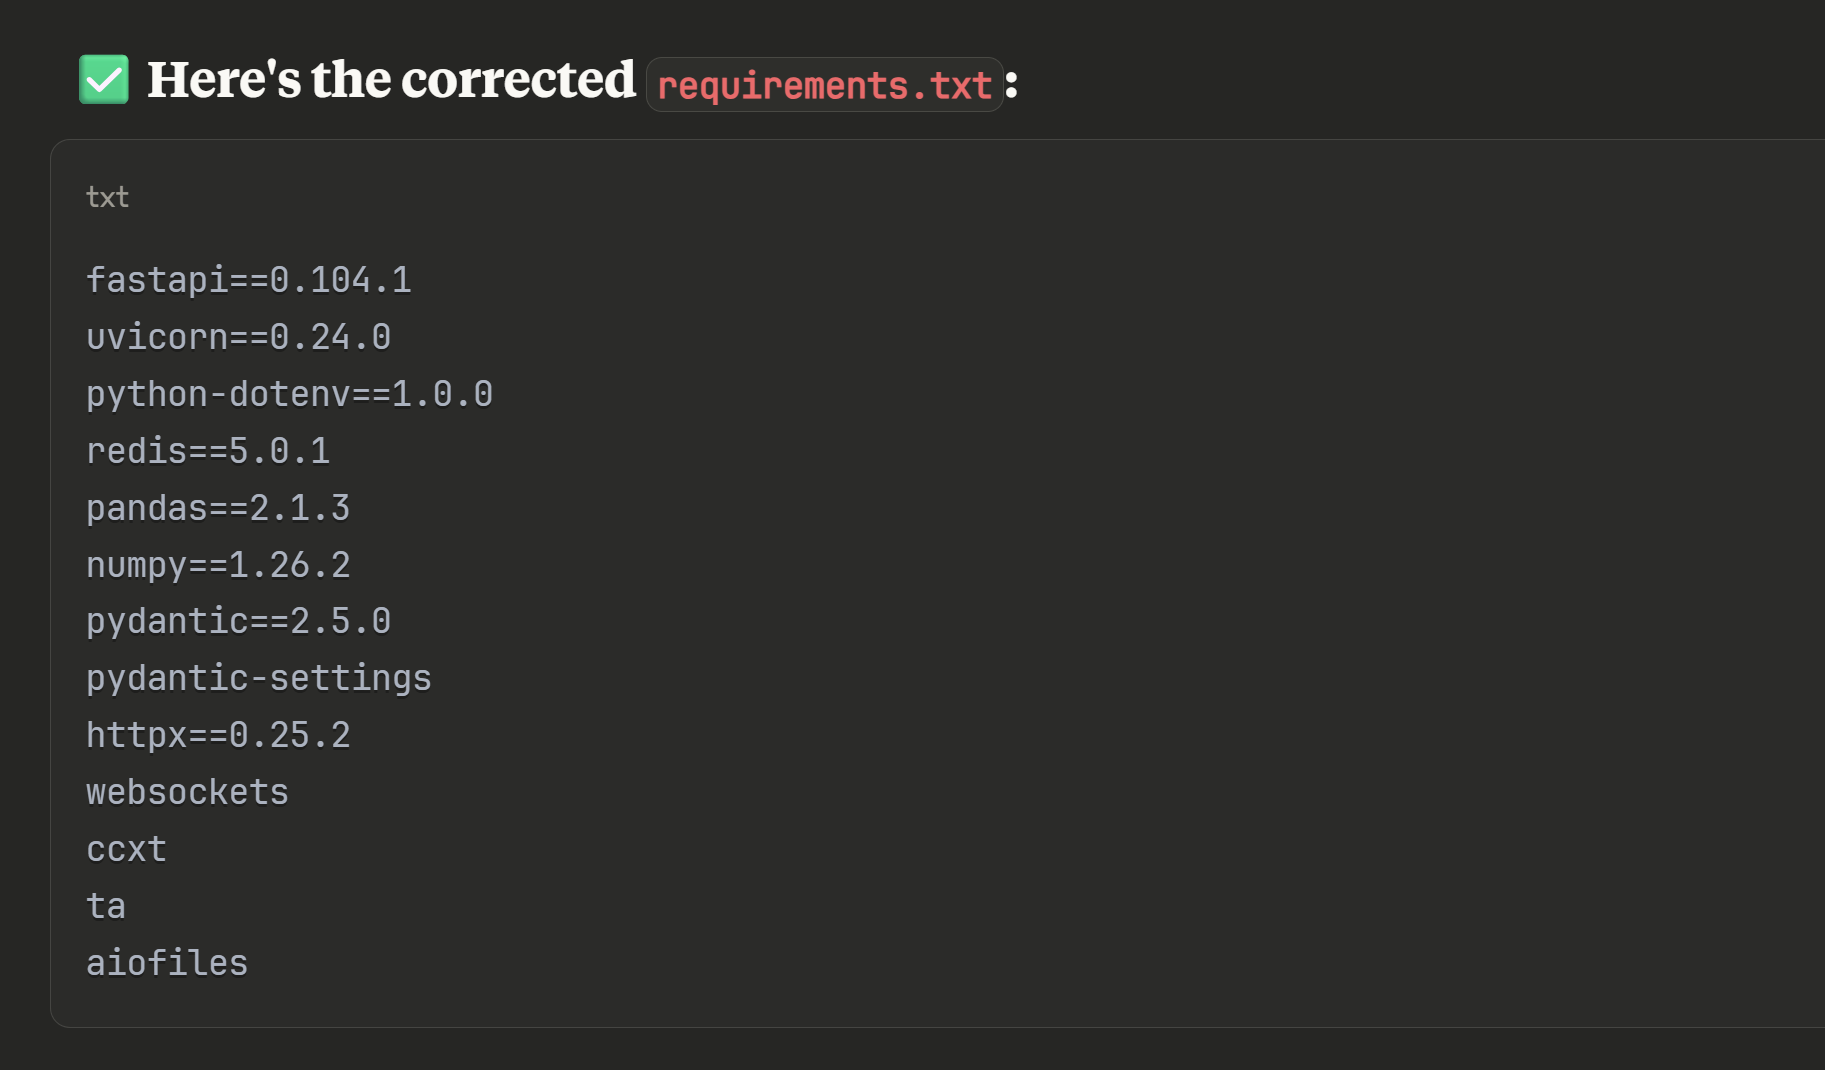 ✅ Here's the corrected requirements.txt:
txt
fastapi==0.104.1
uvicorn==0.24.0
python-dotenv==1.0.0
redis==5.0.1
pandas==2.1.3
numpy==1.26.2
pydantic==2.5.0
pydantic-settings
httpx==0.25.2
websockets
ccxt
ta
aiofiles